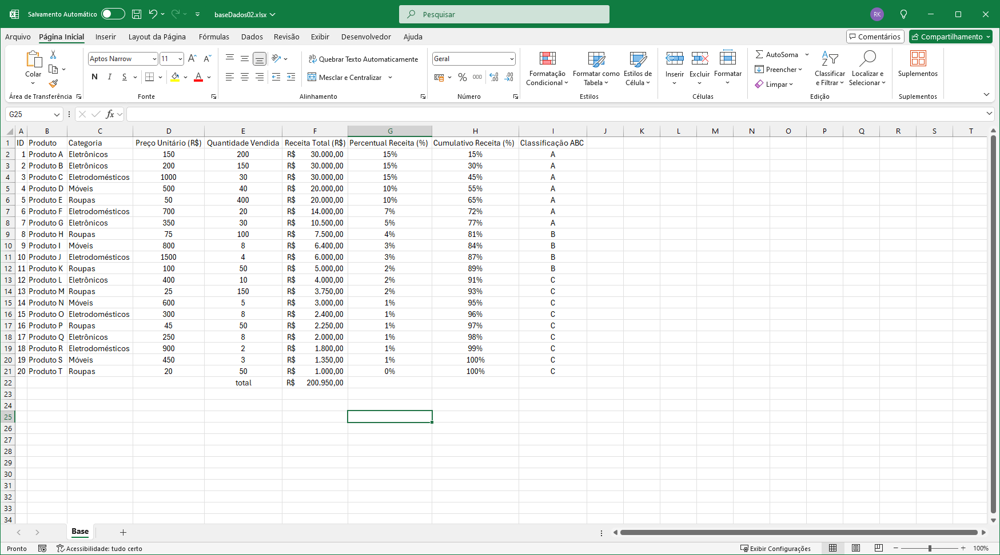 Salvamento Automático baseDados02.xlsx Pesquisar RK
Arquivo Página Inicial Inserir Layout da Página Fórmulas Dados Revisão Exibir Desenvolvedor Ajuda Comentários Compartilhamento
Colar Aptos Narrow 11 A A ab Quebrar Texto Automaticamente Geral Formatação Condicional Formatar como Tabela Estilos de Célula Inserir Excluir Formatar AutoSoma Preencher Limpar Classificar e Filtrar Localizar e Selecionar Suplementos
N I S A Mesclar e Centralizar % 000
Área de Transferência Fonte Alinhamento Número Estilos Células Edição Suplementos
G25 fx
A B C D E F G H I J K L M N O P Q R S T
1 ID Produto Categoria Preço Unitário (R$) Quantidade Vendida Receita Total (R$) Percentual Receita (%) Cumulativo Receita (%) Classificação ABC
2 1 Produto A Eletrônicos 150 200 R$ 30.000,00 15% 15% A
3 2 Produto B Eletrônicos 200 150 R$ 30.000,00 15% 30% A
4 3 Produto C Eletrodomésticos 1000 30 R$ 30.000,00 15% 45% A
5 4 Produto D Móveis 500 40 R$ 20.000,00 10% 55% A
6 5 Produto E Roupas 50 400 R$ 20.000,00 10% 65% A
7 6 Produto F Eletrodomésticos 700 20 R$ 14.000,00 7% 72% A
8 7 Produto G Eletrônicos 350 30 R$ 10.500,00 5% 77% A
9 8 Produto H Roupas 75 100 R$ 7.500,00 4% 81% B
10 9 Produto I Móveis 800 8 R$ 6.400,00 3% 84% B
11 10 Produto J Eletrodomésticos 1500 4 R$ 6.000,00 3% 87% B
12 11 Produto K Roupas 100 50 R$ 5.000,00 2% 89% B
13 12 Produto L Eletrônicos 400 10 R$ 4.000,00 2% 91% C
14 13 Produto M Roupas 25 150 R$ 3.750,00 2% 93% C
15 14 Produto N Móveis 600 5 R$ 3.000,00 1% 95% C
16 15 Produto O Eletrodomésticos 300 8 R$ 2.400,00 1% 96% C
17 16 Produto P Roupas 45 50 R$ 2.250,00 1% 97% C
18 17 Produto Q Eletrônicos 250 8 R$ 2.000,00 1% 98% C
19 18 Produto R Eletrodomésticos 900 2 R$ 1.800,00 1% 99% C
20 19 Produto S Móveis 450 3 R$ 1.350,00 1% 100% C
21 20 Produto T Roupas 20 50 R$ 1.000,00 0% 100% C
22 total R$ 200.950,00
23
24
25
26
27
28
29
30
31
32
33
34
Base
Pronto Acessibilidade: tudo certo Exibir Configurações 100%